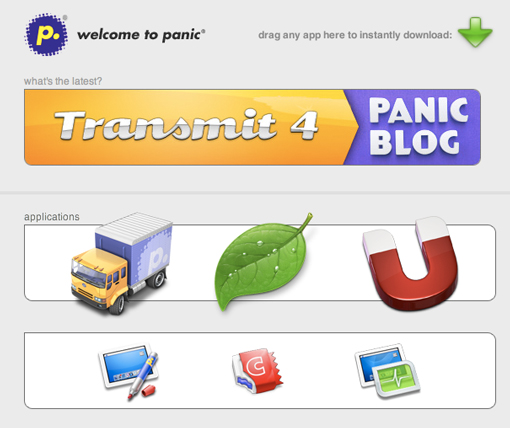 p.
welcome to panic®
drag any app here to instantly download:
what's the latest?
Transmit 4
PANIC
BLOG
applications
p.
C